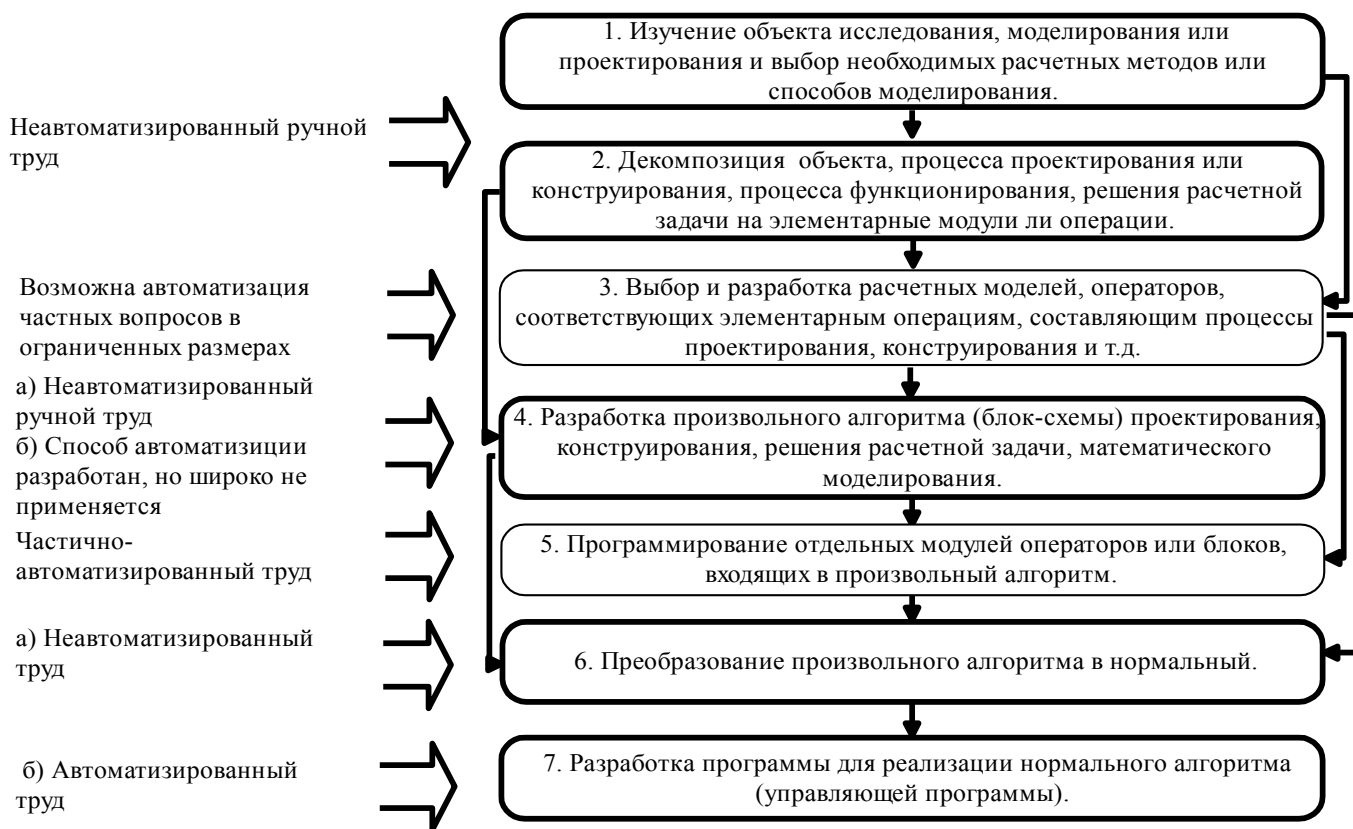 1. Изучение объекта исследования, моделирования или
проектирования и выбор необходимых расчетных методов или
способов моделирования.
Неавтоматизированный ручной
труд
2. Декомпозиция объекта, процесса проектирования или
конструирования, процесса функционирования, решения расчетной
задачи на элементарные модули ли операции.
Возможна автоматизация
частных вопросов в
ограниченных размерах
3. Выбор и разработка расчетных моделей, операторов,
соответствующих элементарным операциям, составляющим процессы
проектирования, конструирования и т.д.
а) Неавтоматизированный
ручной труд
б) Способ автоматизиции
разработан, но широко не
применяется
4. Разработка произвольного алгоритма (блок-схемы) проектирования,
конструирования, решения расчетной задачи, математического
моделирования.
Частично-
автоматизированный труд
5. Программирование отдельных модулей операторов или блоков,
входящих в произвольный алгоритм.
а) Неавтоматизированный
труд
6. Преобразование произвольного алгоритма в нормальный.
б) Автоматизированный
труд
7. Разработка программы для реализации нормального алгоритма
(управляющей программы).